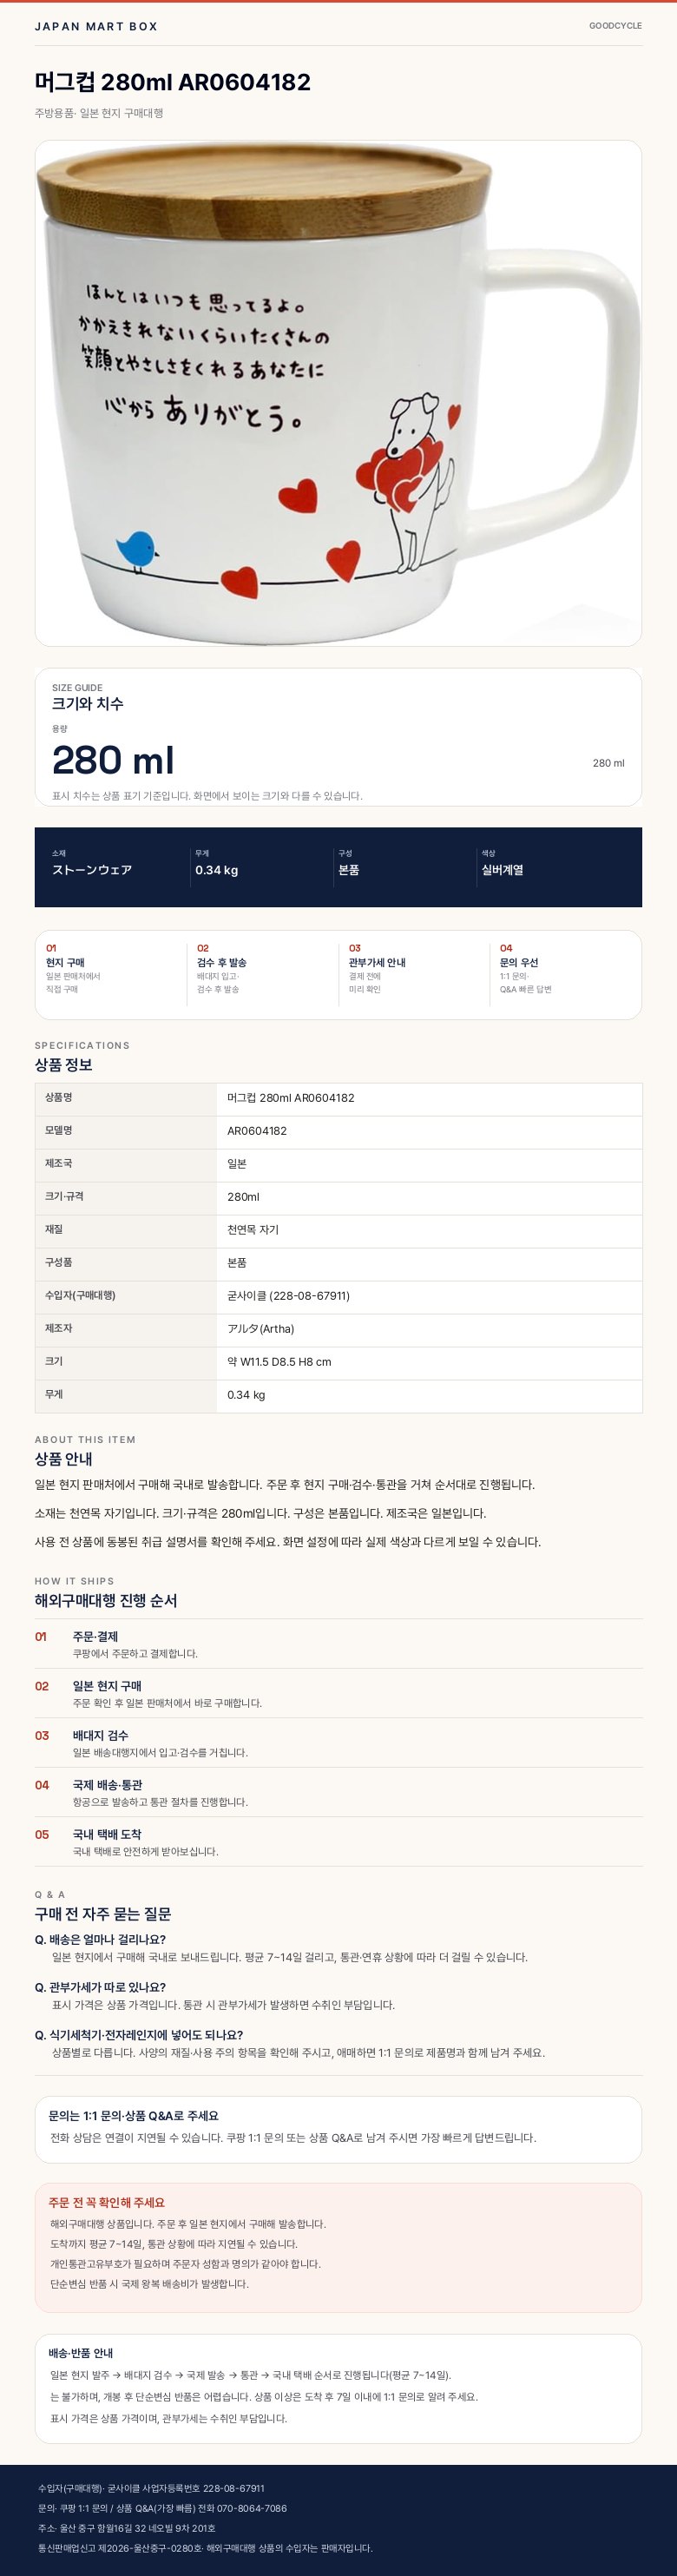 JAPAN MART BOX
GOODCYCLE
머그컵 280ml AR0604182
주방용품· 일본 현지 구매대행
ほんとはいつも思ってるよ。
かかえきれないくらいたくさんの
笑顔とやさしさをくれるあなたに
心から ありがとう。
SIZE GUIDE
크기와 치수
용량
280 ml
280 ml
표시 치수는 상품 표기 기준입니다. 화면에서 보이는 크기와 다를 수 있습니다.
소재
ストーンウェア
무게
0.34 kg
구성
본품
색상
실버계열
01
현지 구매
일본 판매처에서
직접 구매
02
검수 후 발송
배대지 입고·
검수 후 발송
03
관부가세 안내
결제 전에
미리 확인
04
문의 우선
1:1 문의·
Q&A 빠른 답변
SPECIFICATIONS
상품 정보
상품명 머그컵 280ml AR0604182
모델명 AR0604182
제조국 일본
크기·규격 280ml
재질 천연목 자기
구성품 본품
수입자(구매대행) 굳사이클 (228-08-67911)
제조자 アルタ(Artha)
크기 약 W11.5 D8.5 H8 cm
무게 0.34 kg
ABOUT THIS ITEM
상품 안내
일본 현지 판매처에서 구매해 국내로 발송합니다. 주문 후 현지 구매·검수·통관을 거쳐 순서대로 진행됩니다.
소재는 천연목 자기입니다. 크기·규격은 280ml입니다. 구성은 본품입니다. 제조국은 일본입니다.
사용 전 상품에 동봉된 취급 설명서를 확인해 주세요. 화면 설정에 따라 실제 색상과 다르게 보일 수 있습니다.
HOW IT SHIPS
해외구매대행 진행 순서
01 주문·결제
쿠팡에서 주문하고 결제합니다.
02 일본 현지 구매
주문 확인 후 일본 판매처에서 바로 구매합니다.
03 배대지 검수
일본 배송대행지에서 입고·검수를 거칩니다.
04 국제 배송·통관
항공으로 발송하고 통관 절차를 진행합니다.
05 국내 택배 도착
국내 택배로 안전하게 받아보십니다.
Q & A
구매 전 자주 묻는 질문
Q. 배송은 얼마나 걸리나요?
일본 현지에서 구매해 국내로 보내드립니다. 평균 7~14일 걸리고, 통관·연휴 상황에 따라 더 걸릴 수 있습니다.
Q. 관부가세가 따로 있나요?
표시 가격은 상품 가격입니다. 통관 시 관부가세가 발생하면 수취인 부담입니다.
Q. 식기세척기·전자레인지에 넣어도 되나요?
상품별로 다릅니다. 사양의 재질·사용 주의 항목을 확인해 주시고, 애매하면 1:1 문의로 제품명과 함께 남겨 주세요.
문의는 1:1 문의·상품 Q&A로 주세요
전화 상담은 연결이 지연될 수 있습니다. 쿠팡 1:1 문의 또는 상품 Q&A로 남겨 주시면 가장 빠르게 답변드립니다.
주문 전 꼭 확인해 주세요
해외구매대행 상품입니다. 주문 후 일본 현지에서 구매해 발송합니다.
도착까지 평균 7~14일, 통관 상황에 따라 지연될 수 있습니다.
개인통관고유부호가 필요하며 주문자 성함과 명의가 같아야 합니다.
단순변심 반품 시 국제 왕복 배송비가 발생합니다.
배송·반품 안내
일본 현지 발주 → 배대지 검수 → 국제 발송 → 통관 → 국내 택배 순서로 진행됩니다(평균 7~14일).
는 불가하며, 개봉 후 단순변심 반품은 어렵습니다. 상품 이상은 도착 후 7일 이내에 1:1 문의로 알려 주세요.
표시 가격은 상품 가격이며, 관부가세는 수취인 부담입니다.
수입자(구매대행)· 굳사이클 사업자등록번호 228-08-67911
문의· 쿠팡 1:1 문의 / 상품 Q&A(가장 빠름) 전화 070-8064-7086
주소· 울산 중구 함월16길 32 네오빌 9차 201호
통신판매업신고 제2026-울산중구-0280호· 해외구매대행 상품의 수입자는 판매자입니다.